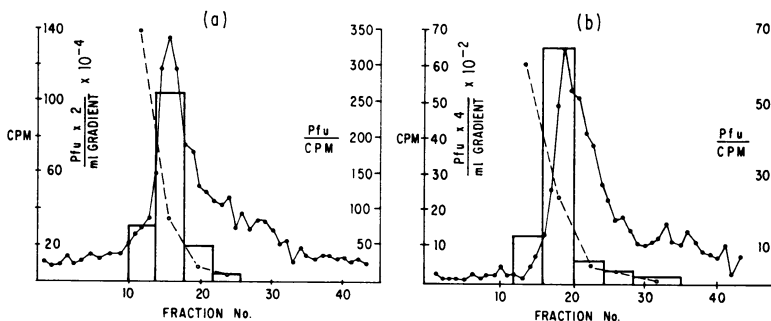 (a)
140
100
60
20
CPM
Pfu x 2
ml GRADIENT
x 10-4
350
300
250
200
150
100
50
Pfu
CPM
10
20
30
40
FRACTION No.
(b)
70
60
50
40
30
20
10
CPM
Pfu x 4
ml GRADIENT
x 10-2
70
50
30
10
Pfu
CPM
10
20
30
40
FRACTION No.